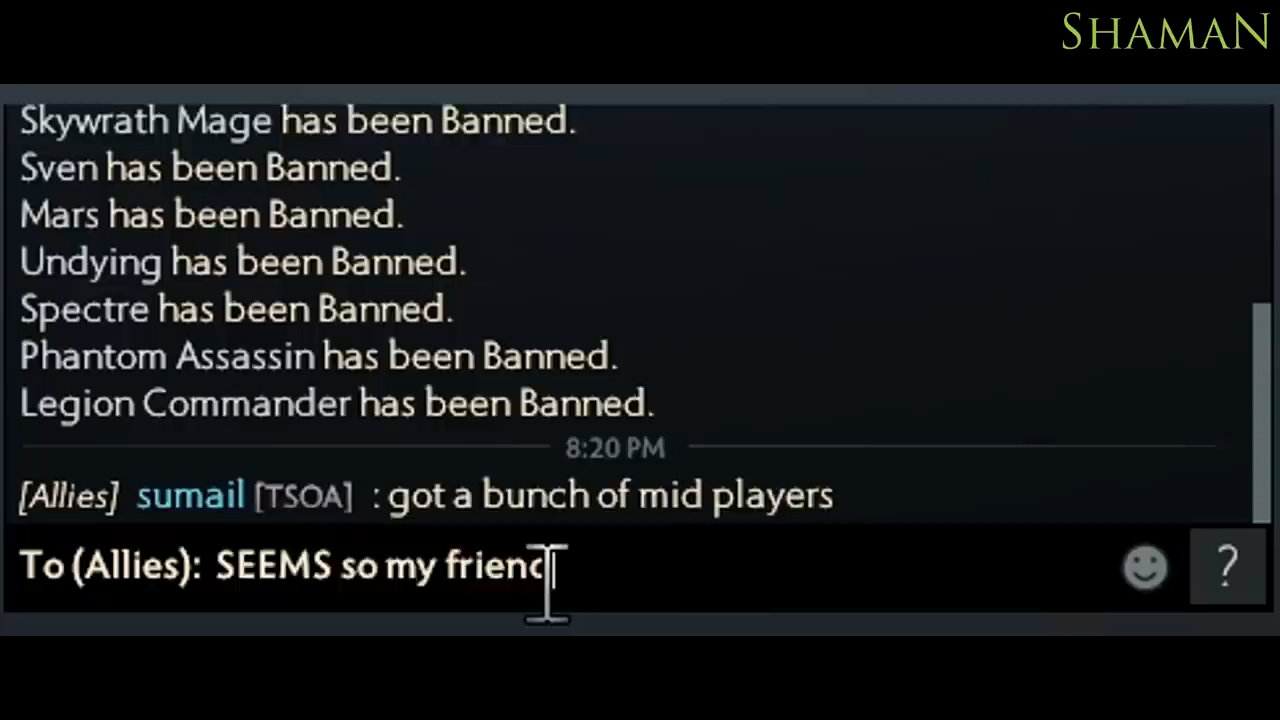 SHAMAN
Skywrath Mage has been Banned.
Sven has been Banned.
Mars has been Banned.
Undying has been Banned.
Spectre has been Banned.
Phantom Assassin has been Banned.
Legion Commander has been Banned.
8:20 PM
[Allies] sumail [TSOA] : got a bunch of mid players
To (Allies): SEEMS so my friend
?